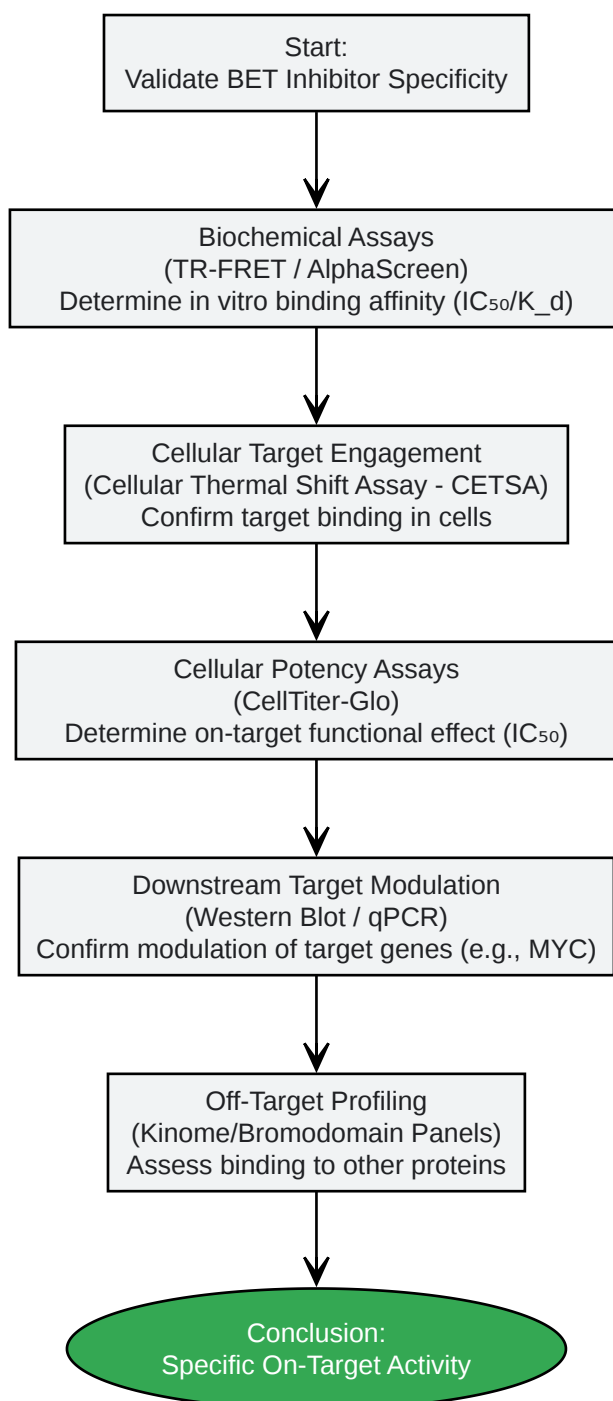 Start:
Validate BET Inhibitor Specificity
Biochemical Assays
(TR-FRET / AlphaScreen)
Determine in vitro binding affinity (IC₅₀/K_d)
Cellular Target Engagement
(Cellular Thermal Shift Assay - CETSA)
Confirm target binding in cells
Cellular Potency Assays
(CellTiter-Glo)
Determine on-target functional effect (IC₅₀)
Downstream Target Modulation
(Western Blot / qPCR)
Confirm modulation of target genes (e.g., MYC)
Off-Target Profiling
(Kinome/Bromodomain Panels)
Assess binding to other proteins
Conclusion:
Specific On-Target Activity